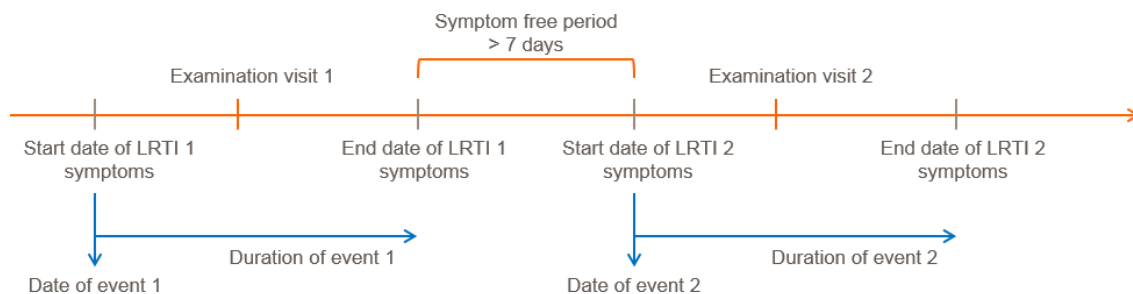 Symptom free period
> 7 days
Examination visit 1
Examination visit 2
Start date of LRTI 1
symptoms
End date of LRTI 1
symptoms
Start date of LRTI 2
symptoms
End date of LRTI 2
symptoms
Duration of event 1
Duration of event 2
Date of event 1
Date of event 2